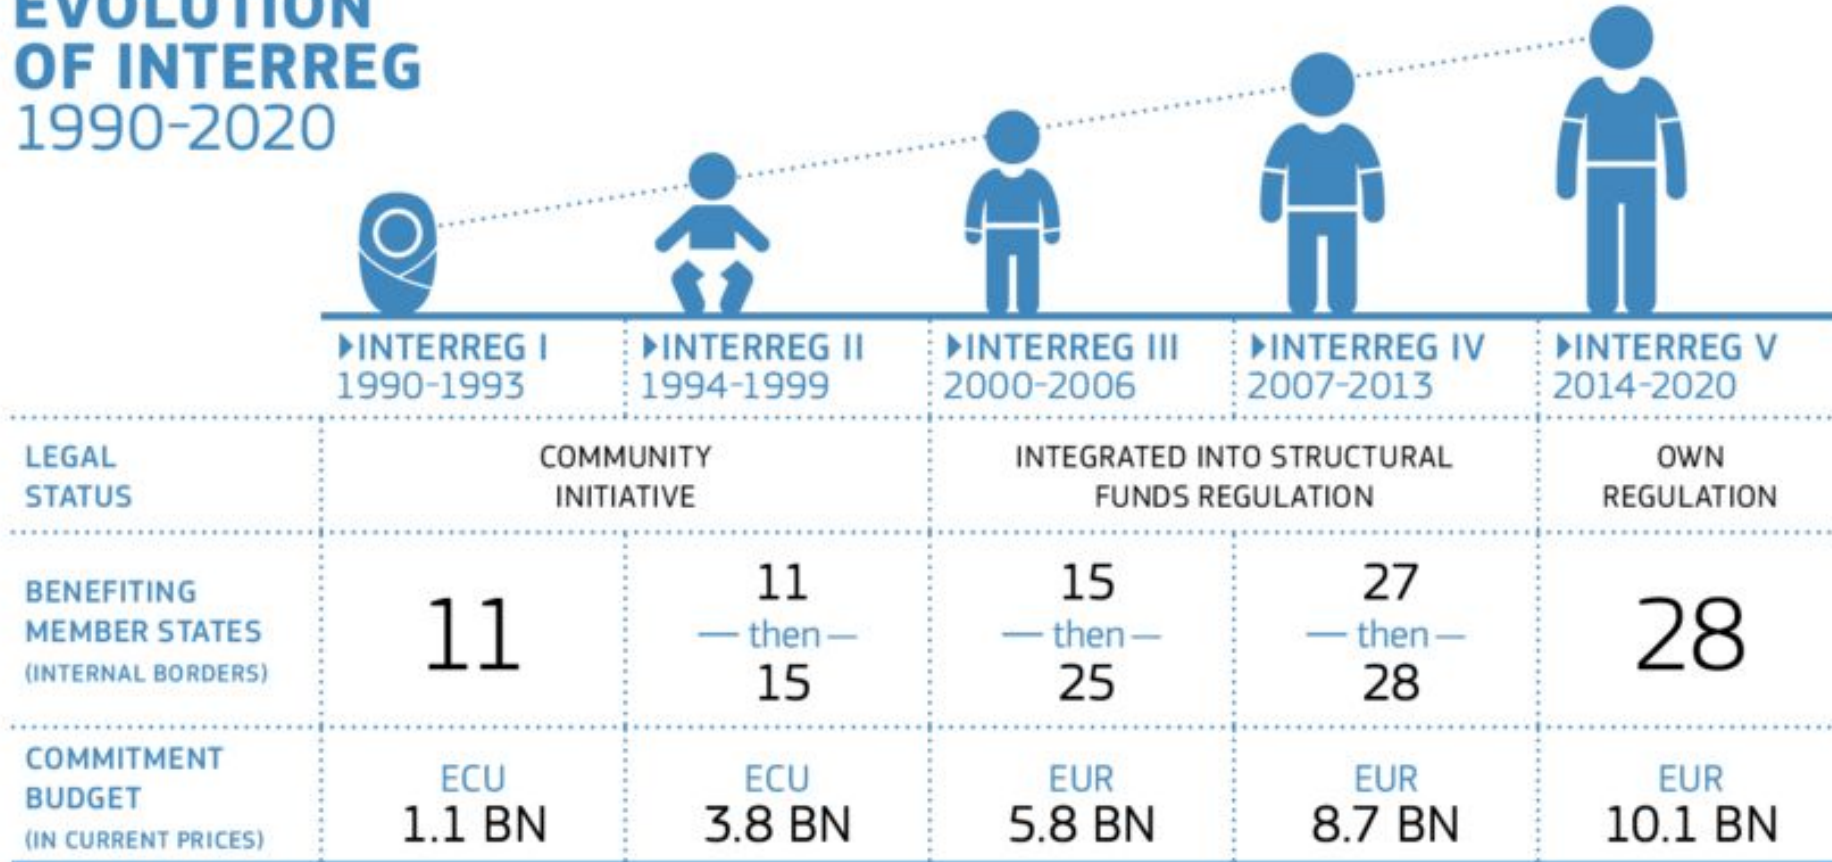 EVOLUTION
OF INTERREG
1990-2020
▶INTERREG I
1990-1993
▶INTERREG II
1994-1999
▶INTERREG III
2000-2006
▶INTERREG IV
2007-2013
▶INTERREG V
2014-2020
LEGAL
STATUS
COMMUNITY
INITIATIVE
INTEGRATED INTO STRUCTURAL
FUNDS REGULATION
OWN
REGULATION
BENEFITING
MEMBER STATES
(INTERNAL BORDERS)
11
11
— then —
15
15
— then —
25
27
— then —
28
28
COMMITMENT
BUDGET
(IN CURRENT PRICES)
ECU
1.1 BN
ECU
3.8 BN
EUR
5.8 BN
EUR
8.7 BN
EUR
10.1 BN